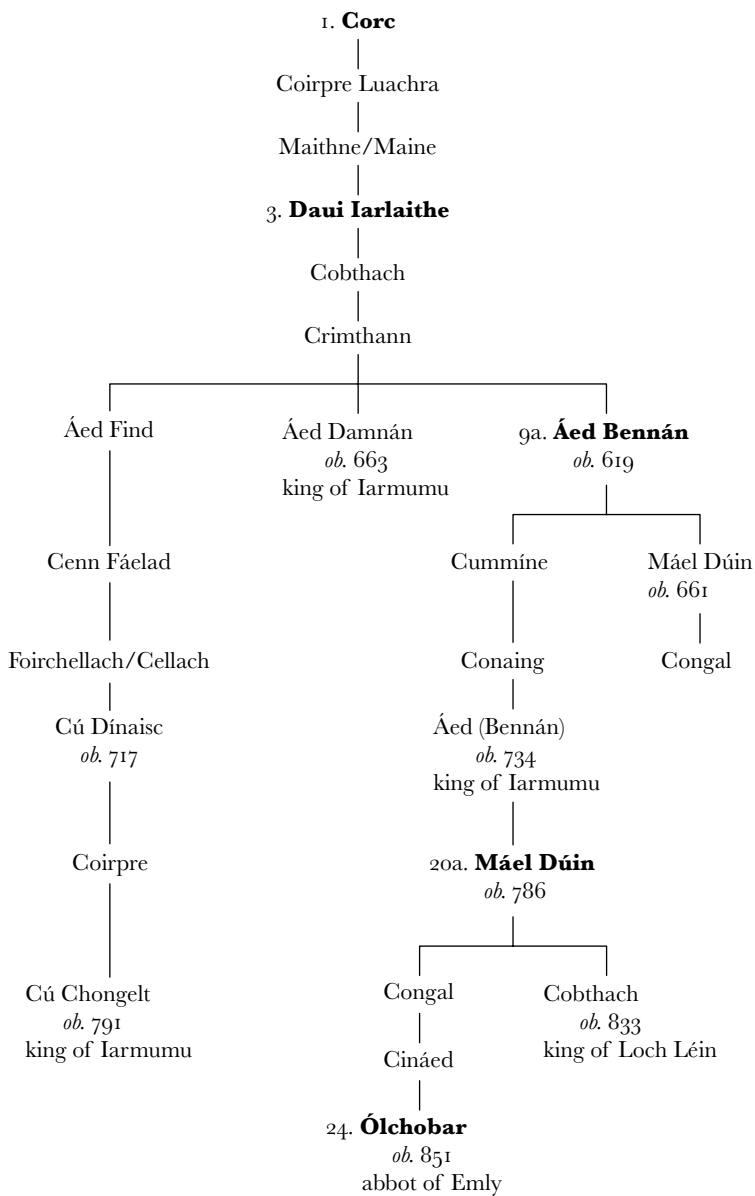 1. Corc
Coirpre Luachra
Maithne/Maine
3. Daui Iarlaithe
Cobthach
Crimthann
Áed Find
Áed Damnán
ob. 663
king of Iarmumu
9a. Áed Bennán
ob. 619
Cenn Fáelad
Cummíne
Máel Dúin
ob. 661
Foirchellach/Cellach
Conaing
Congal
Cú Dínaisc
ob. 717
Áed (Bennán)
ob. 734
king of Iarmumu
Coirpre
20a. Máel Dúin
ob. 786
Cú Chongelt
ob. 791
king of Iarmumu
Congal
Cobthach
ob. 833
king of Loch Léin
Cináed
24. Ólchobar
ob. 851
abbot of Emly